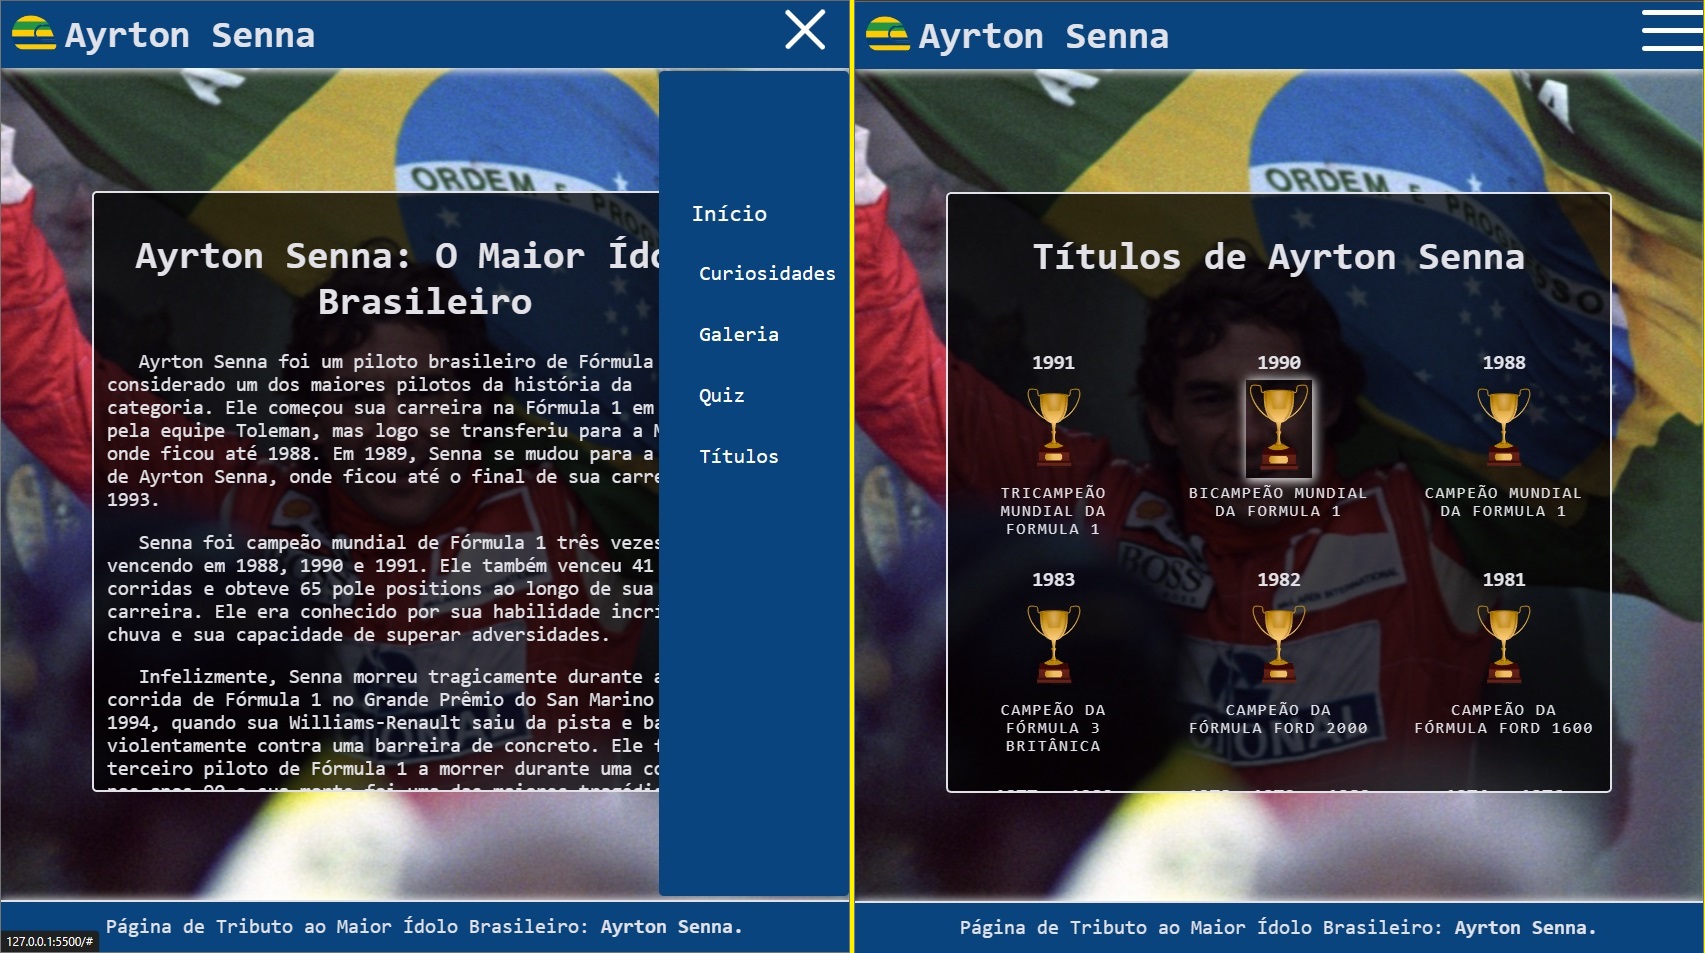 Ayrton Senna
Início
Curiosidades
Galeria
Quiz
Títulos
ORDEM E PROG
Ayrton Senna: O Maior Ído
Brasileiro
Ayrton Senna foi um piloto brasileiro de Fórmula
considerado um dos maiores pilotos da história da
categoria. Ele começou sua carreira na Fórmula 1 em
pela equipe Toleman, mas logo se transferiu para a
onde ficou até 1988. Em 1989, Senna se mudou para a
de Ayrton Senna, onde ficou até o final de sua carre
1993.
Senna foi campeão mundial de Fórmula 1 três vezes
vencendo em 1988, 1990 e 1991. Ele também venceu 41
corridas e obteve 65 pole positions ao longo de sua
carreira. Ele era conhecido por sua habilidade incrí
chuva e sua capacidade de superar adversidades.
Infelizmente, Senna morreu tragicamente durante
corrida de Fórmula 1 no Grande Prêmio do San Marino
1994, quando sua Williams-Renault saiu da pista e ba
violentamente contra uma barreira de concreto. Ele
terceiro piloto de Fórmula 1 a morrer durante uma co
Página de Tributo ao Maior Ídolo Brasileiro: Ayrton Senna.
127.0.0.1:5500/#
Ayrton Senna
ORDEM E PROG SSO
Títulos de Ayrton Senna
1991
TRICAMPEÃO
MUNDIAL DA
FORMULA 1
1990
BICAMPEÃO MUNDIAL
DA FORMULA 1
1988
CAMPEÃO MUNDIAL
DA FORMULA 1
BOSS
1983
CAMPEÃO DA
FÓRMULA 3
BRITÂNICA
1982
CAMPEÃO DA
FÓRMULA FORD 2000
1981
CAMPEÃO DA
FÓRMULA FORD 1600
Página de Tributo ao Maior Ídolo Brasileiro: Ayrton Senna.